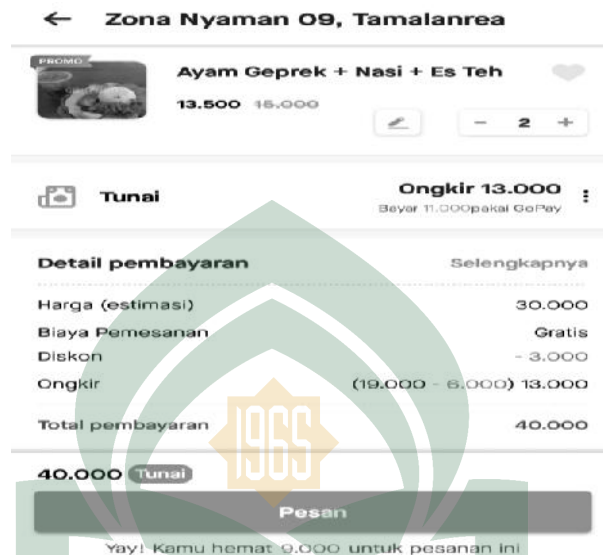 ← Zona Nyaman 09, Tamalanrea
PROMO
Ayam Geprek + Nasi + Es Teh
13.500 15.000
− 2 +
Tunai
Ongkir 13.000
Bayar 11.000pakai GoPay
Detail pembayaran Selengkapnya
Harga (estimasi) 30.000
Biaya Pemesanan Gratis
Diskon - 3.000
Ongkir (19.000 - 6.000) 13.000
Total pembayaran 40.000
1965
40.000 Tunai
Pesan
Yay! Kamu hemat 9.000 untuk pesanan ini